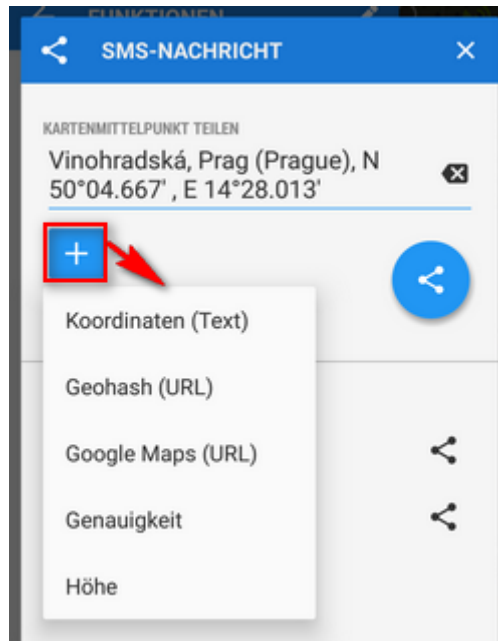 FUNKTIONEN
SMS-NACHRICHT
KARTENMITTELPUNKT TEILEN
Vinohradská, Prag (Prague), N
50°04.667' , E 14°28.013'
Koordinaten (Text)
Geohash (URL)
Google Maps (URL)
Genauigkeit
Höhe